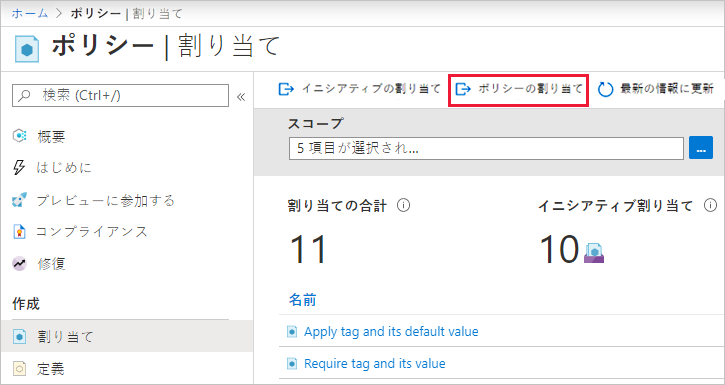 ホーム > ポリシー | 割り当て
ポリシー | 割り当て
検索 (Ctrl+/)
«
概要
はじめに
プレビューに参加する
コンプライアンス
修復
作成
割り当て
定義
イニシアティブの割り当て ポリシーの割り当て 最新の情報に更新
スコープ
5 項目が選択され...
...
割り当ての合計 イニシアティブ割り当て
11 10
名前
Apply tag and its default value
Require tag and its value